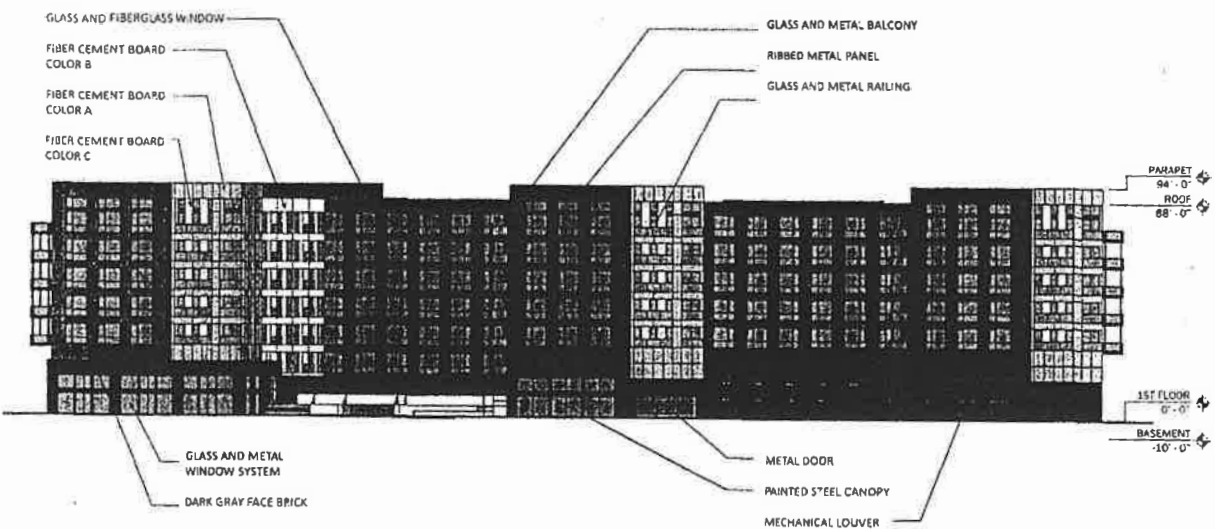 GLASS AND FIBERGLASS WINDOW
FIBER CEMENT BOARD
COLOR B
FIBER CEMENT BOARD
COLOR A
FIBER CEMENT BOARD
COLOR C
GLASS AND METAL BALCONY
RIBBED METAL PANEL
GLASS AND METAL RAILING
PARAPET
94'-0"
ROOF
88'-0"
1ST FLOOR
0'-0"
BASEMENT
-10'-0"
GLASS AND METAL
WINDOW SYSTEM
DARK GRAY FACE BRICK
METAL DOOR
PAINTED STEEL CANOPY
MECHANICAL LOUVER